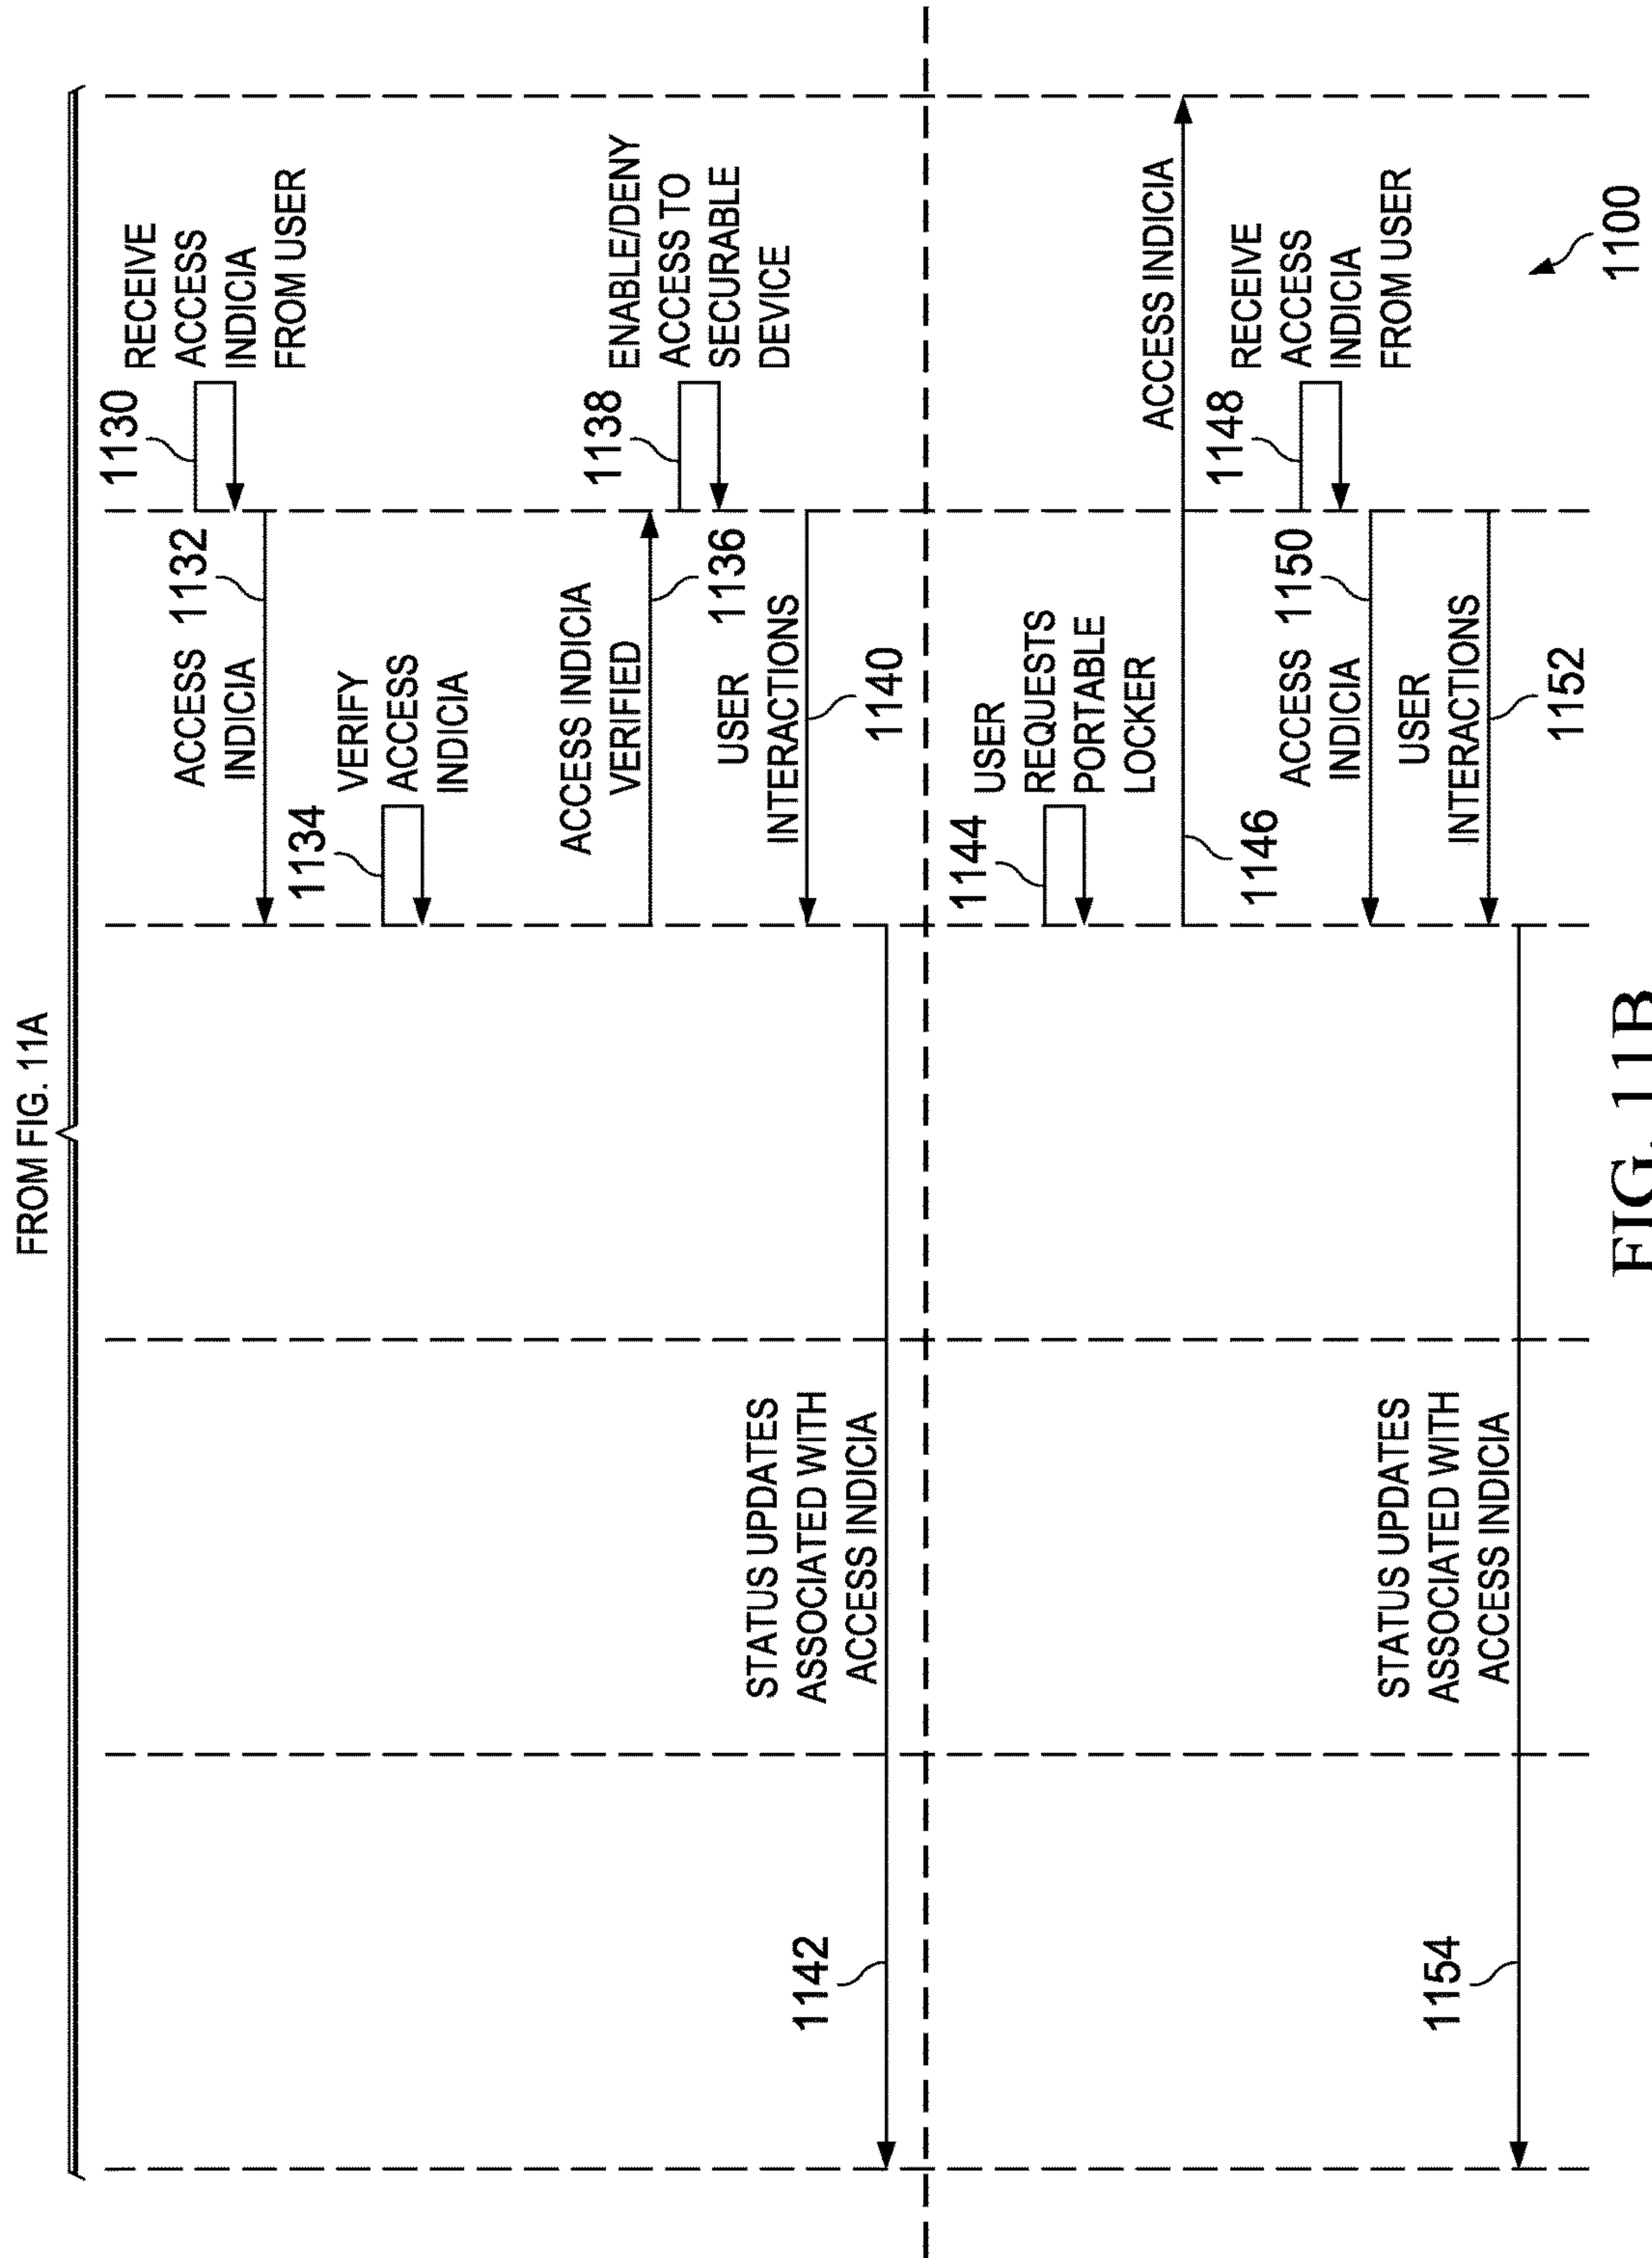 FROM FIG. 11A
1130
RECEIVE
ACCESS
INDICIA
FROM USER
ACCESS
INDICIA
1132
1134
VERIFY
ACCESS
INDICIA
ACCESS INDICIA
VERIFIED
1136
1138
ENABLE/DENY
ACCESS TO
SECURABLE
DEVICE
USER
INTERACTIONS
1140
STATUS UPDATES
ASSOCIATED WITH
ACCESS INDICIA
1142
1144
USER
REQUESTS
PORTABLE
LOCKER
ACCESS INDICIA
1146
1148
RECEIVE
ACCESS
INDICIA
FROM USER
ACCESS
INDICIA
1150
USER
INTERACTIONS
1152
STATUS UPDATES
ASSOCIATED WITH
ACCESS INDICIA
1154
1100
FIG. 11B